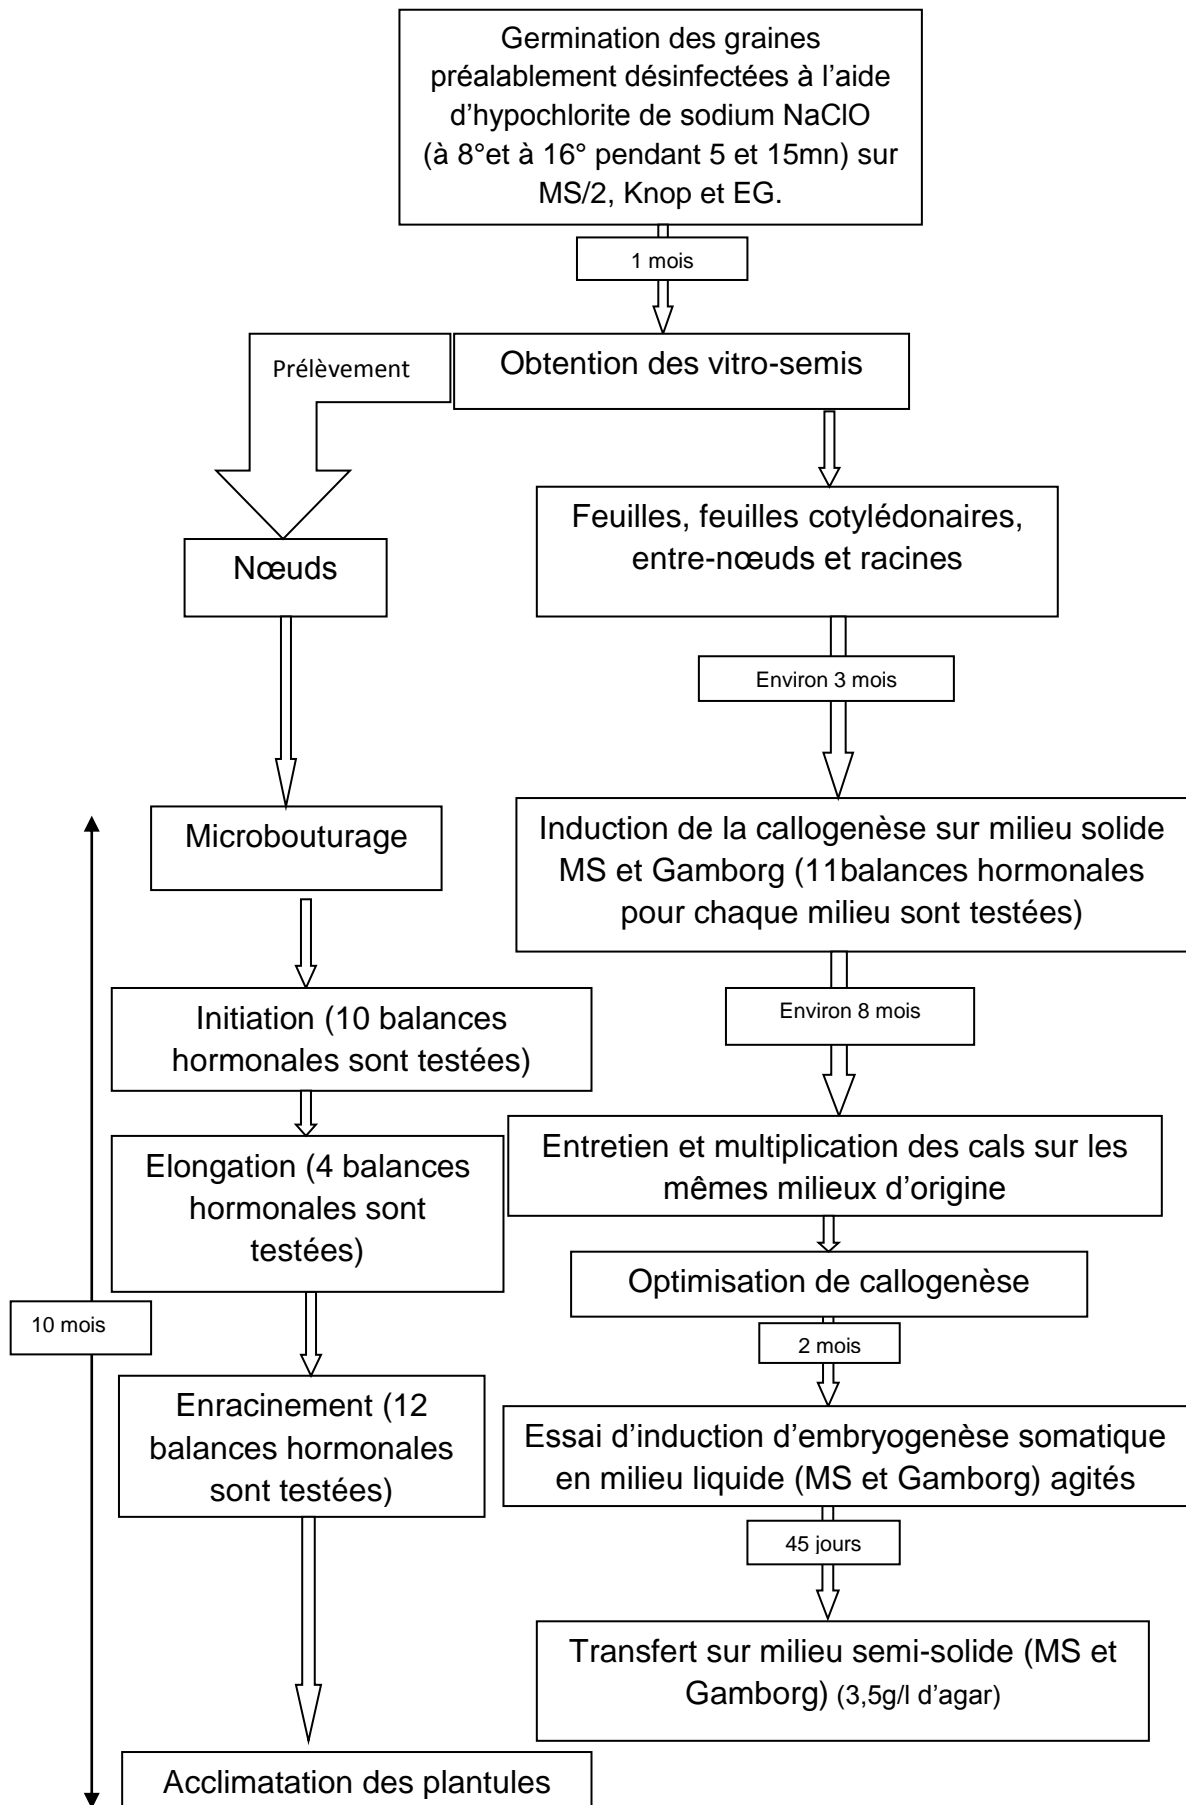 Germination des graines
préalablement désinfectées à l’aide
d’hypochlorite de sodium NaClO
(à 8°et à 16° pendant 5 et 15mn) sur
MS/2, Knop et EG.
1 mois
Prélèvement
Obtention des vitro-semis
Nœuds
Feuilles, feuilles cotylédonaires,
entre-nœuds et racines
Environ 3 mois
Microbouturage
Induction de la callogenèse sur milieu solide
MS et Gamborg (11balances hormonales
pour chaque milieu sont testées)
Environ 8 mois
Initiation (10 balances
hormonales sont testées)
Elongation (4 balances
hormonales sont
testées)
Entretien et multiplication des cals sur les
mêmes milieux d’origine
Optimisation de callogenèse
10 mois
2 mois
Enracinement (12
balances hormonales
sont testées)
Essai d’induction d’embryogenèse somatique
en milieu liquide (MS et Gamborg) agités
45 jours
Transfert sur milieu semi-solide (MS et
Gamborg) (3,5g/l d’agar)
Acclimatation des plantules